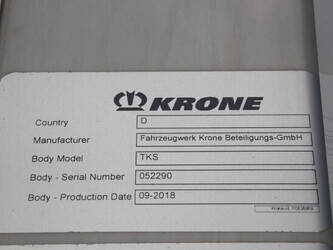 KRONE
Country D
Manufacturer Fahrzeugwerk Krone Beteiligungs-GmbH
Body Model TKS
Body - Serial Number 052290
Body - Production Date 09-2018